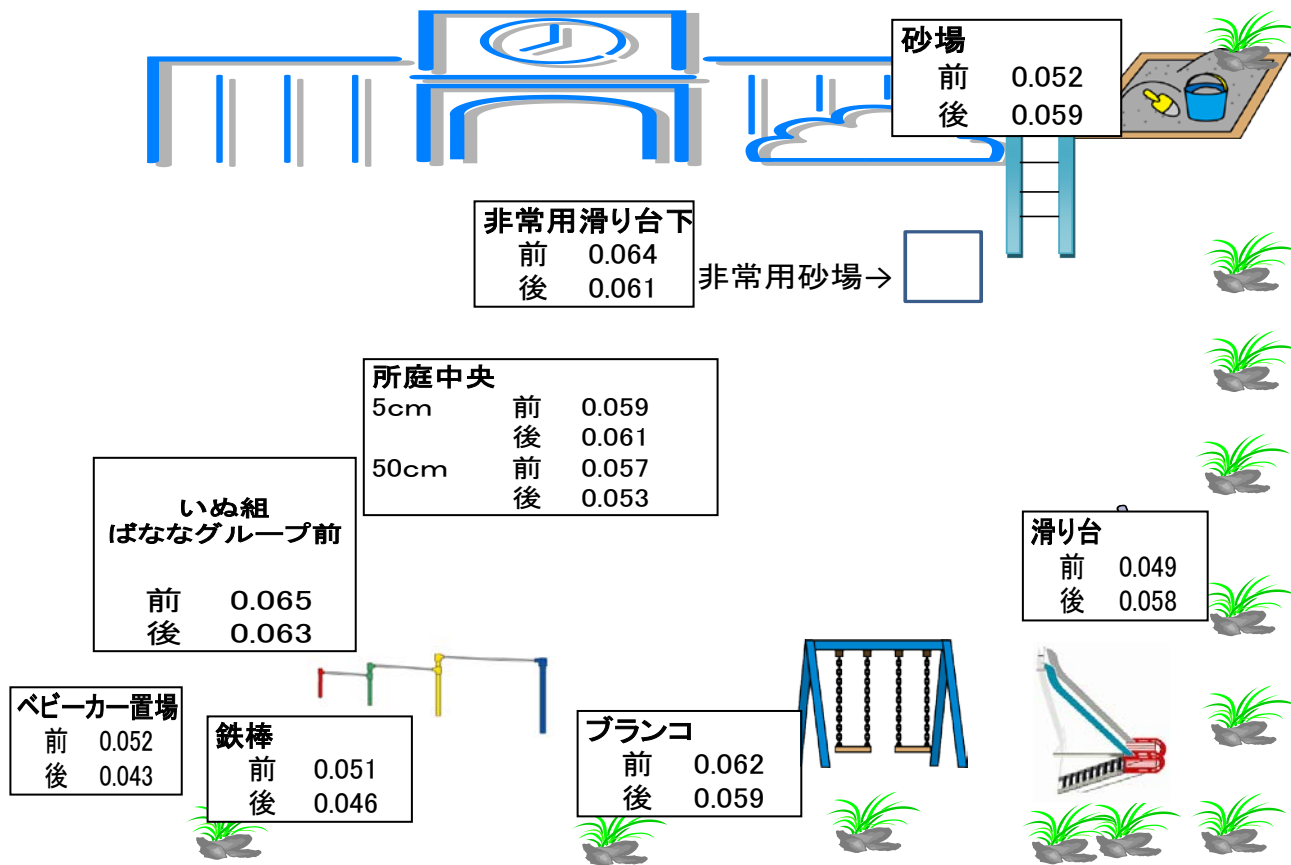 砂場
前 0.052
後 0.059
非常用滑り台下
前 0.064
後 0.061
非常用砂場→
所庭中央
5cm 前 0.059
後 0.061
50cm 前 0.057
後 0.053
いぬ組
ばななグループ前
前 0.065
後 0.063
滑り台
前 0.049
後 0.058
ベビーカー置場
前 0.052
後 0.043
鉄棒
前 0.051
後 0.046
ブランコ
前 0.062
後 0.059